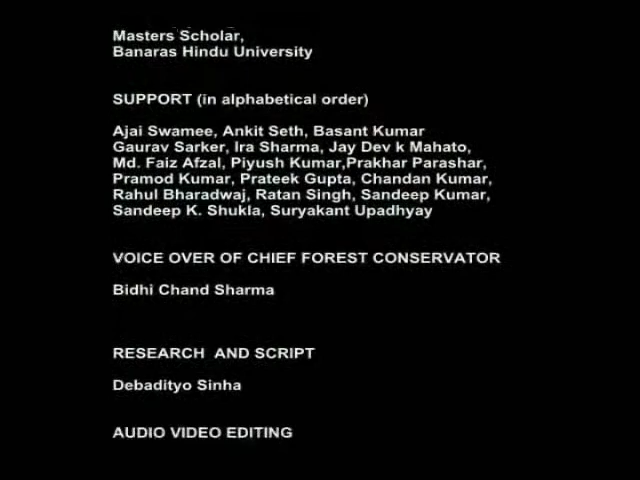 Masters Scholar,
Banaras Hindu University
SUPPORT (in alphabetical order)
Ajai Swamee, Ankit Seth, Basant Kumar
Gaurav Sarker, Ira Sharma, Jay Dev k Mahato,
Md. Faiz Afzal, Piyush Kumar,Prakhar Parashar,
Pramod Kumar, Prateek Gupta, Chandan Kumar,
Rahul Bharadwaj, Ratan Singh, Sandeep Kumar,
Sandeep K. Shukla, Suryakant Upadhyay
VOICE OVER OF CHIEF FOREST CONSERVATOR
Bidhi Chand Sharma
RESEARCH  AND SCRIPT
Debadityo Sinha
AUDIO VIDEO EDITING